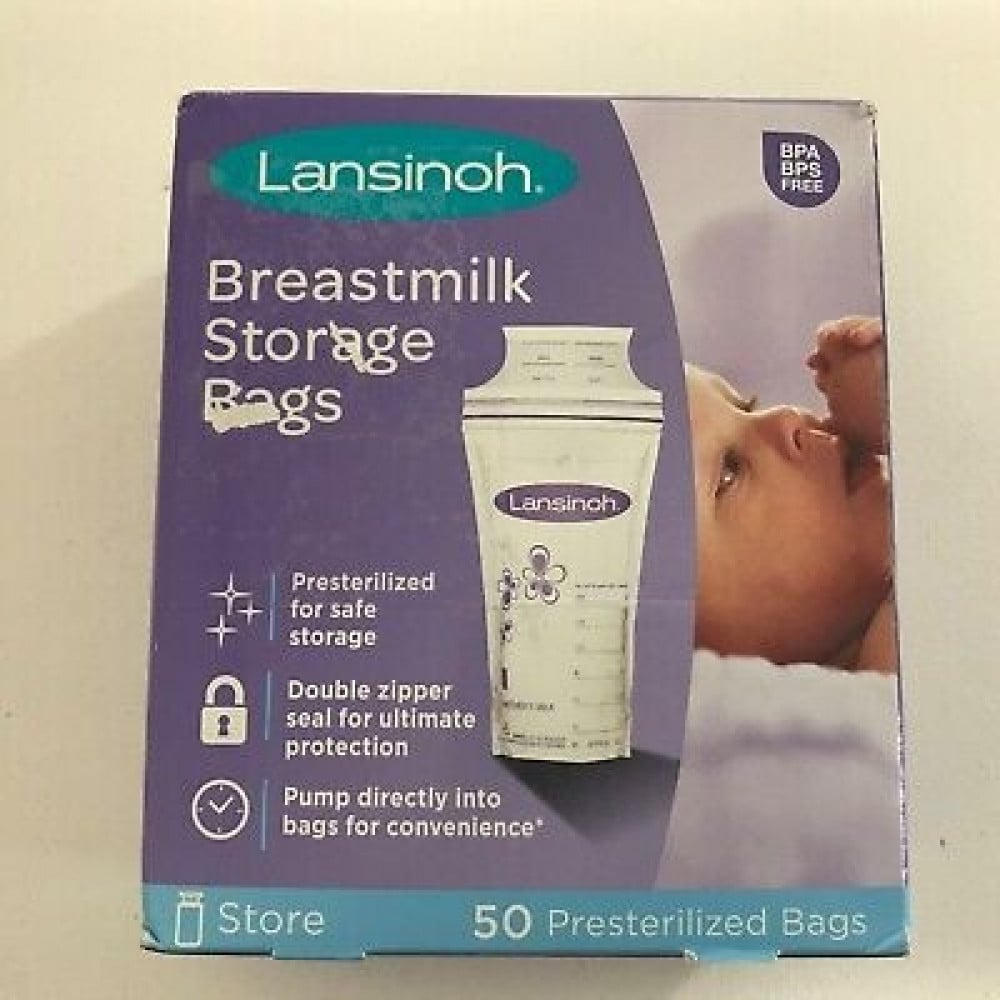 Lansinoh®
BPA
BPS
FREE
Breastmilk
Storage
Bags
Lansinoh
Presterilized
for safe
storage
Double zipper
seal for ultimate
protection
Pump directly into
bags for convenience*
Store
50 Presterilized Bags